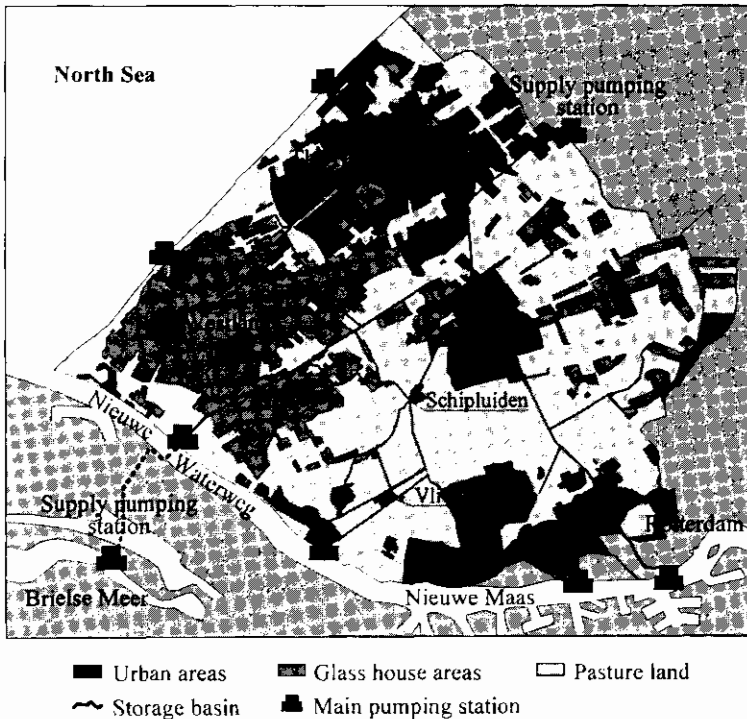 North Sea
Supply pumping
station
Schipluiden
Nieuwe
Waterweg
Supply pumping
station
Rotterdam
Brielse Meer
Nieuwe Maas
Urban areas
Glass house areas
Pasture land
Storage basin
Main pumping station